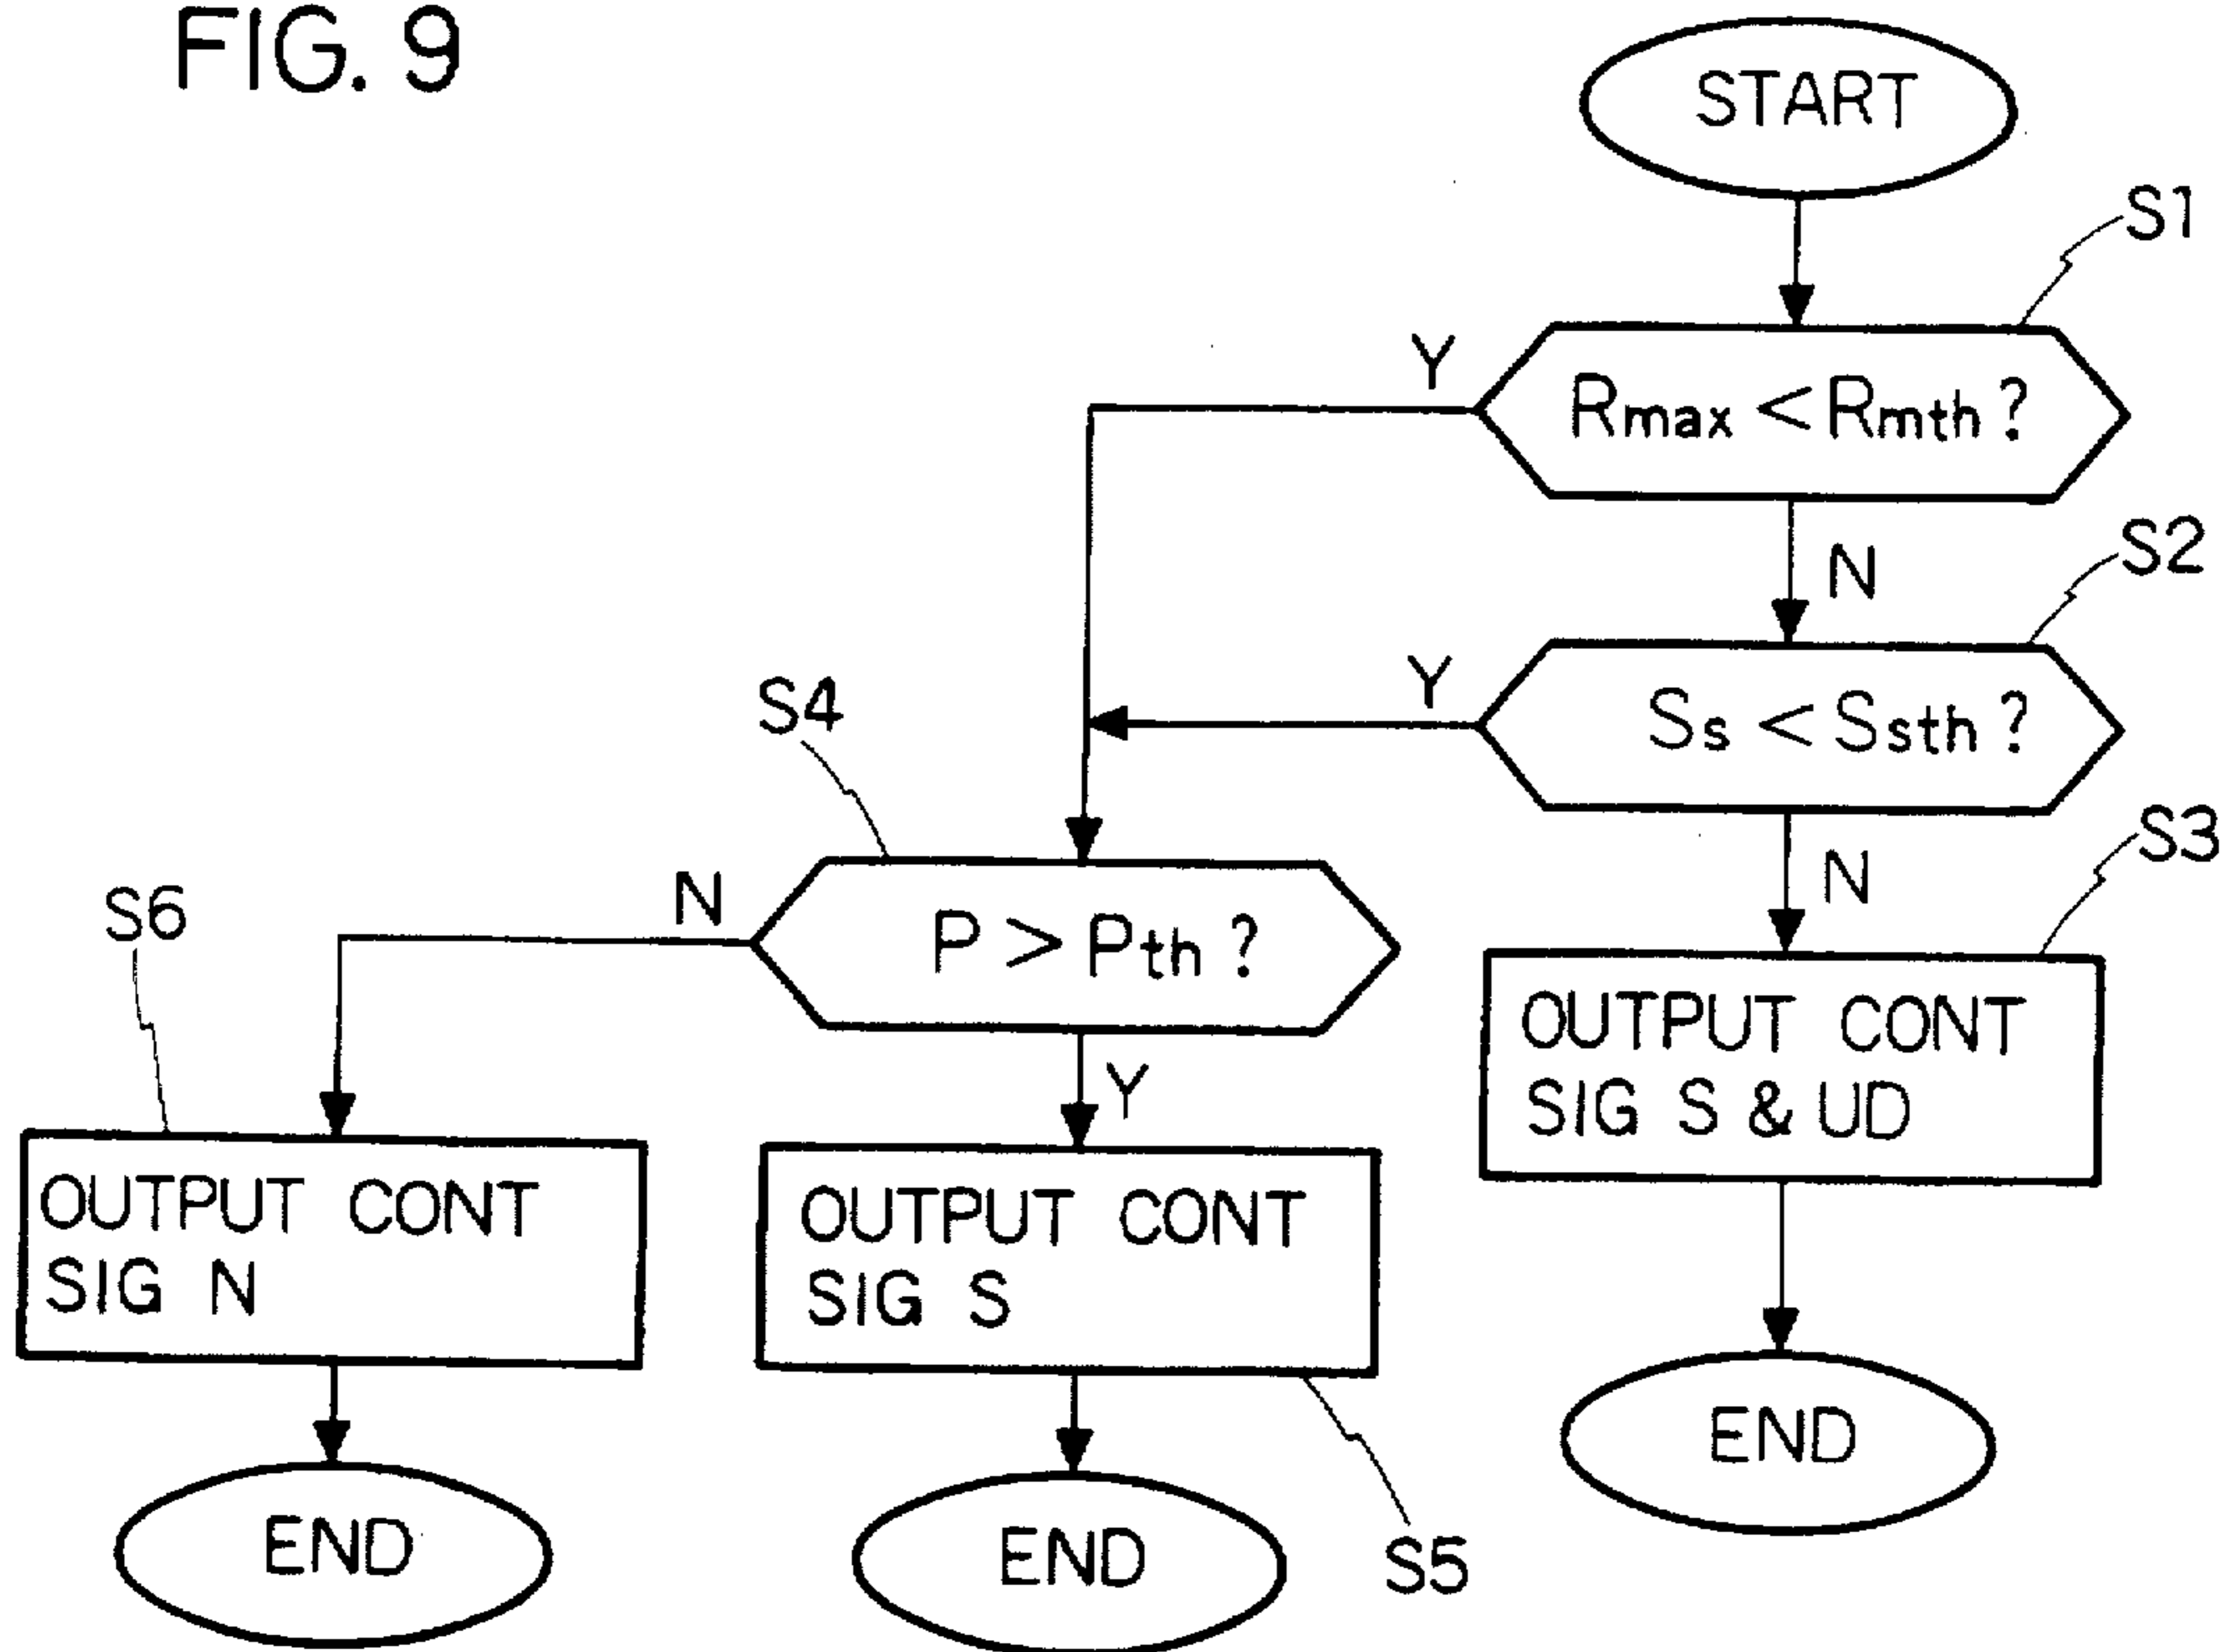 FIG. 9
START
S1
Y
Rmax < Rmth ?
N
S2
Y
Ss < Ssth ?
S4
N
S3
S6
N
P > Pth ?
OUTPUT CONT
SIG S & UD
Y
OUTPUT CONT
SIG N
OUTPUT CONT
SIG S
END
END
END
S5